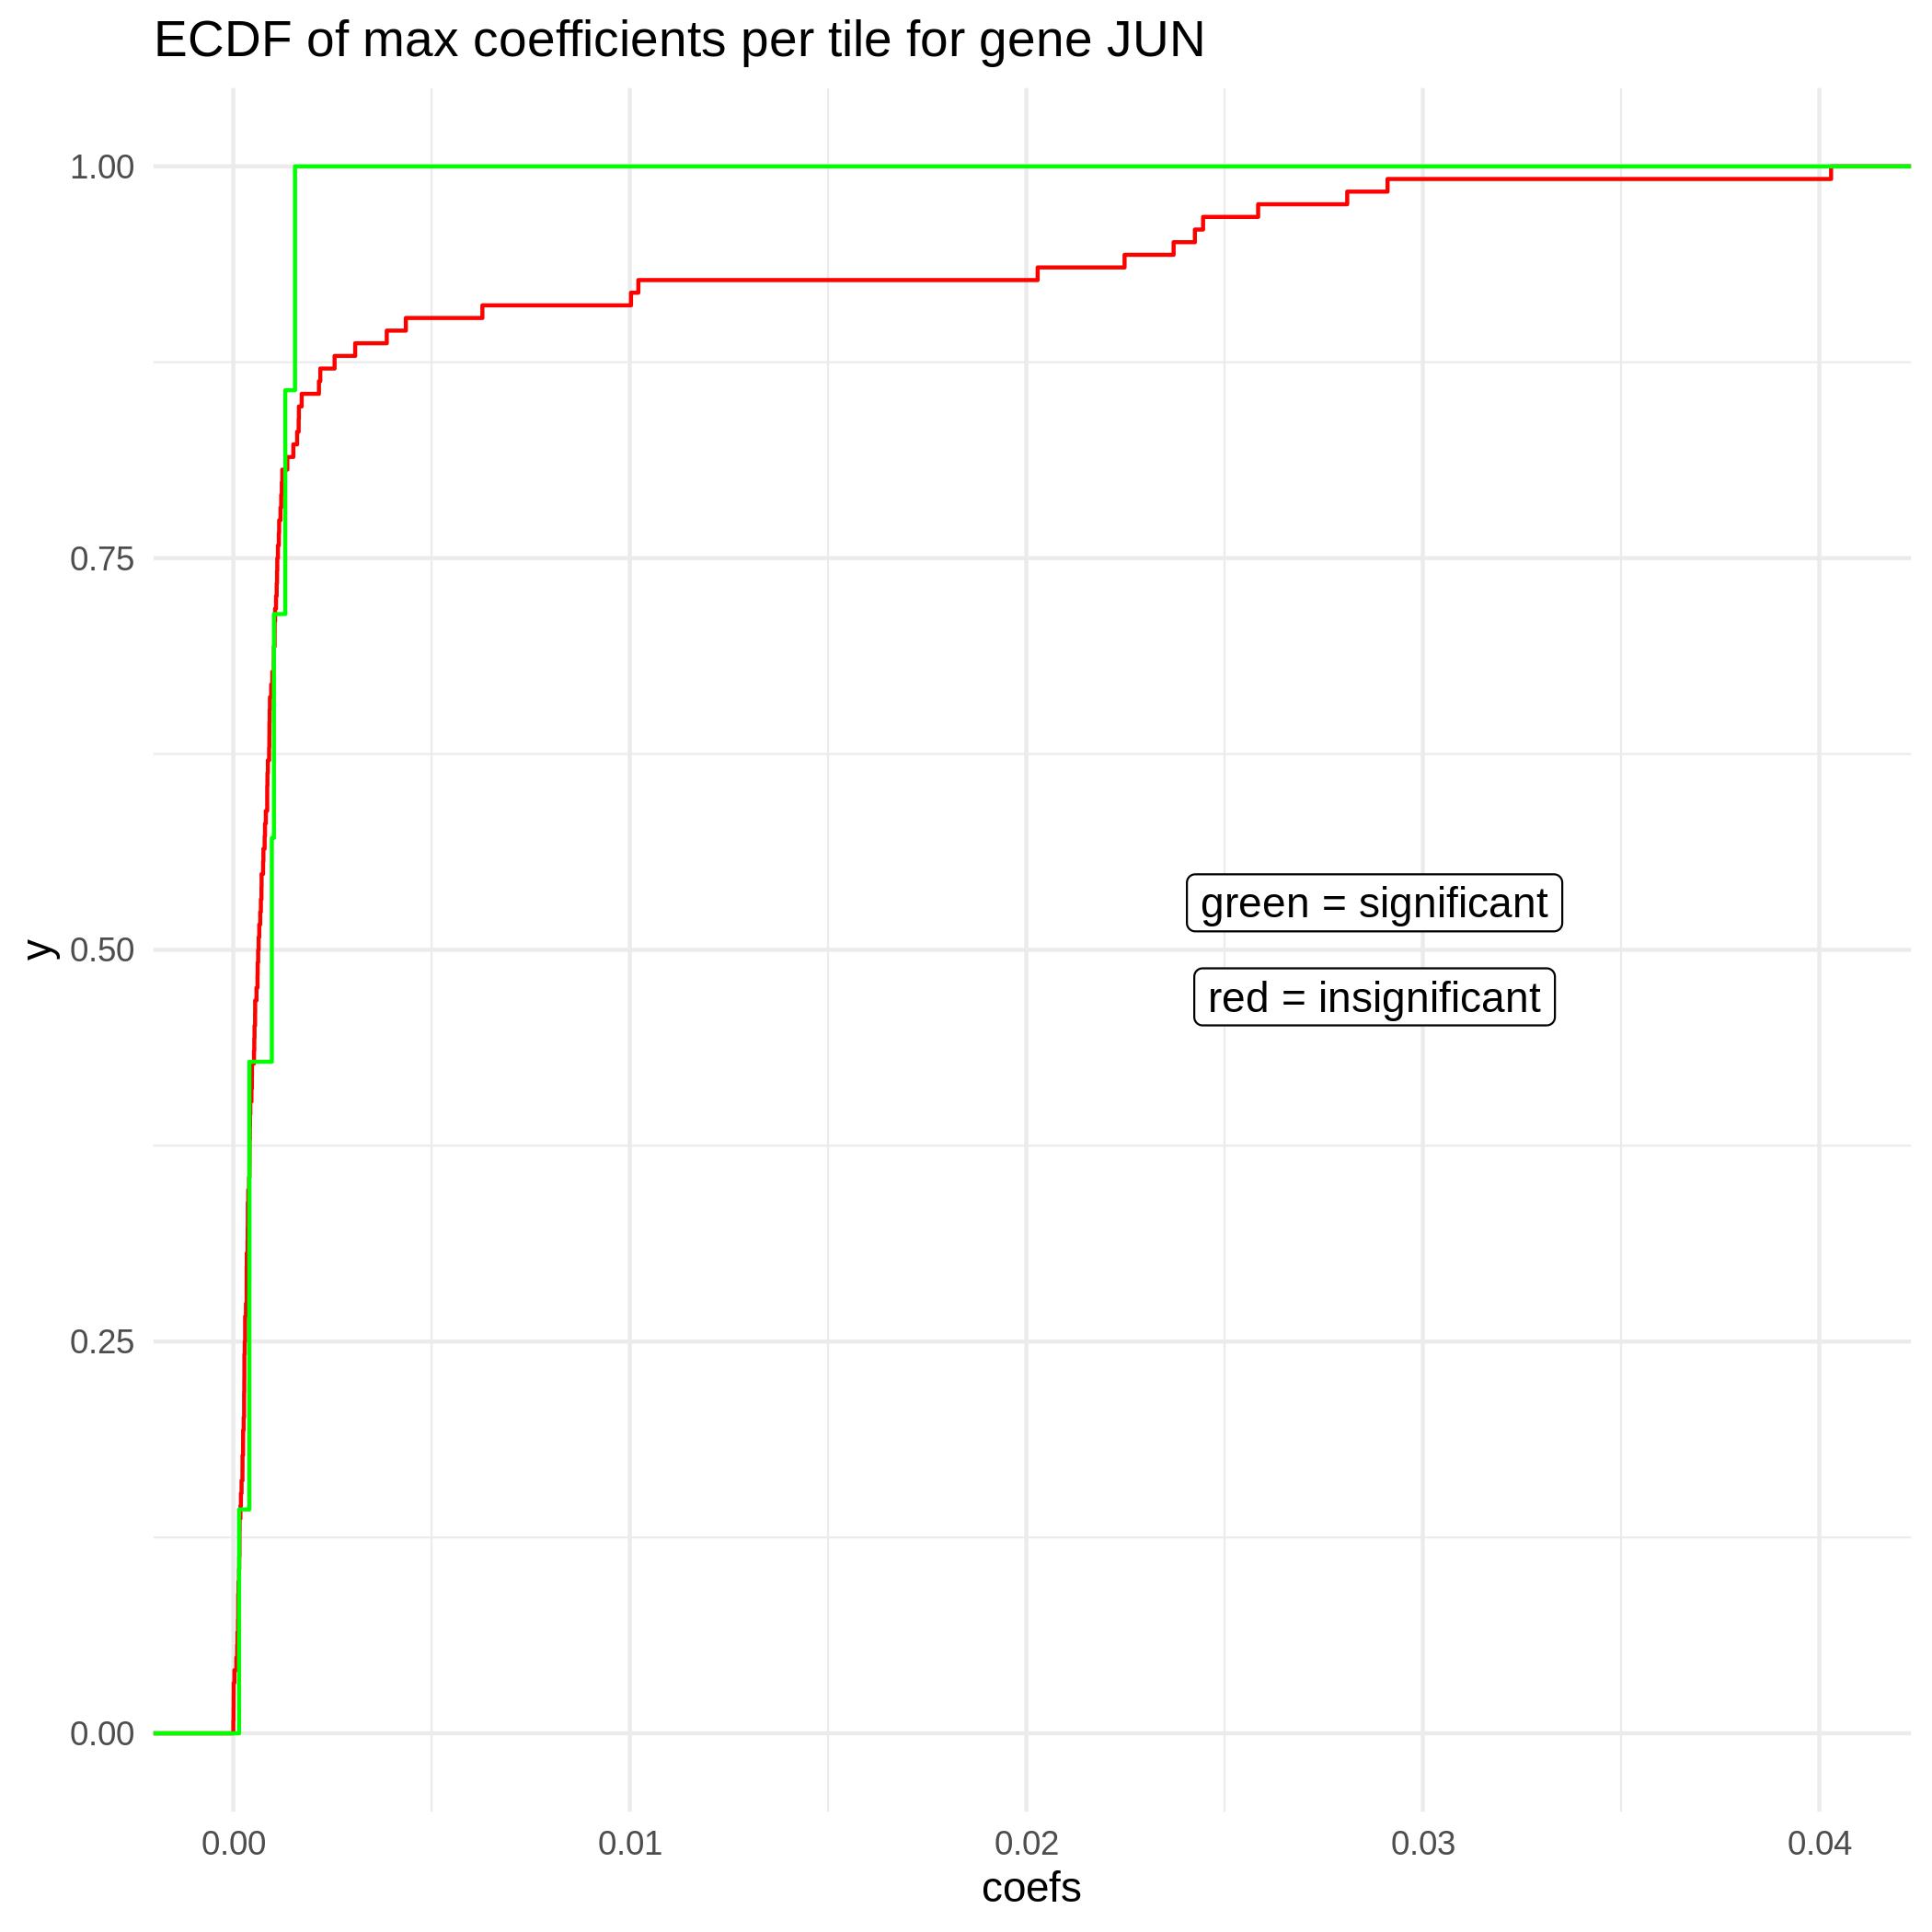 ECDF of max coefficients per tile for gene JUN
1.00
0.75
0.50
0.25
0.00
y
green = significant
red = insignificant
0.00 0.01 0.02 0.03 0.04
coefs